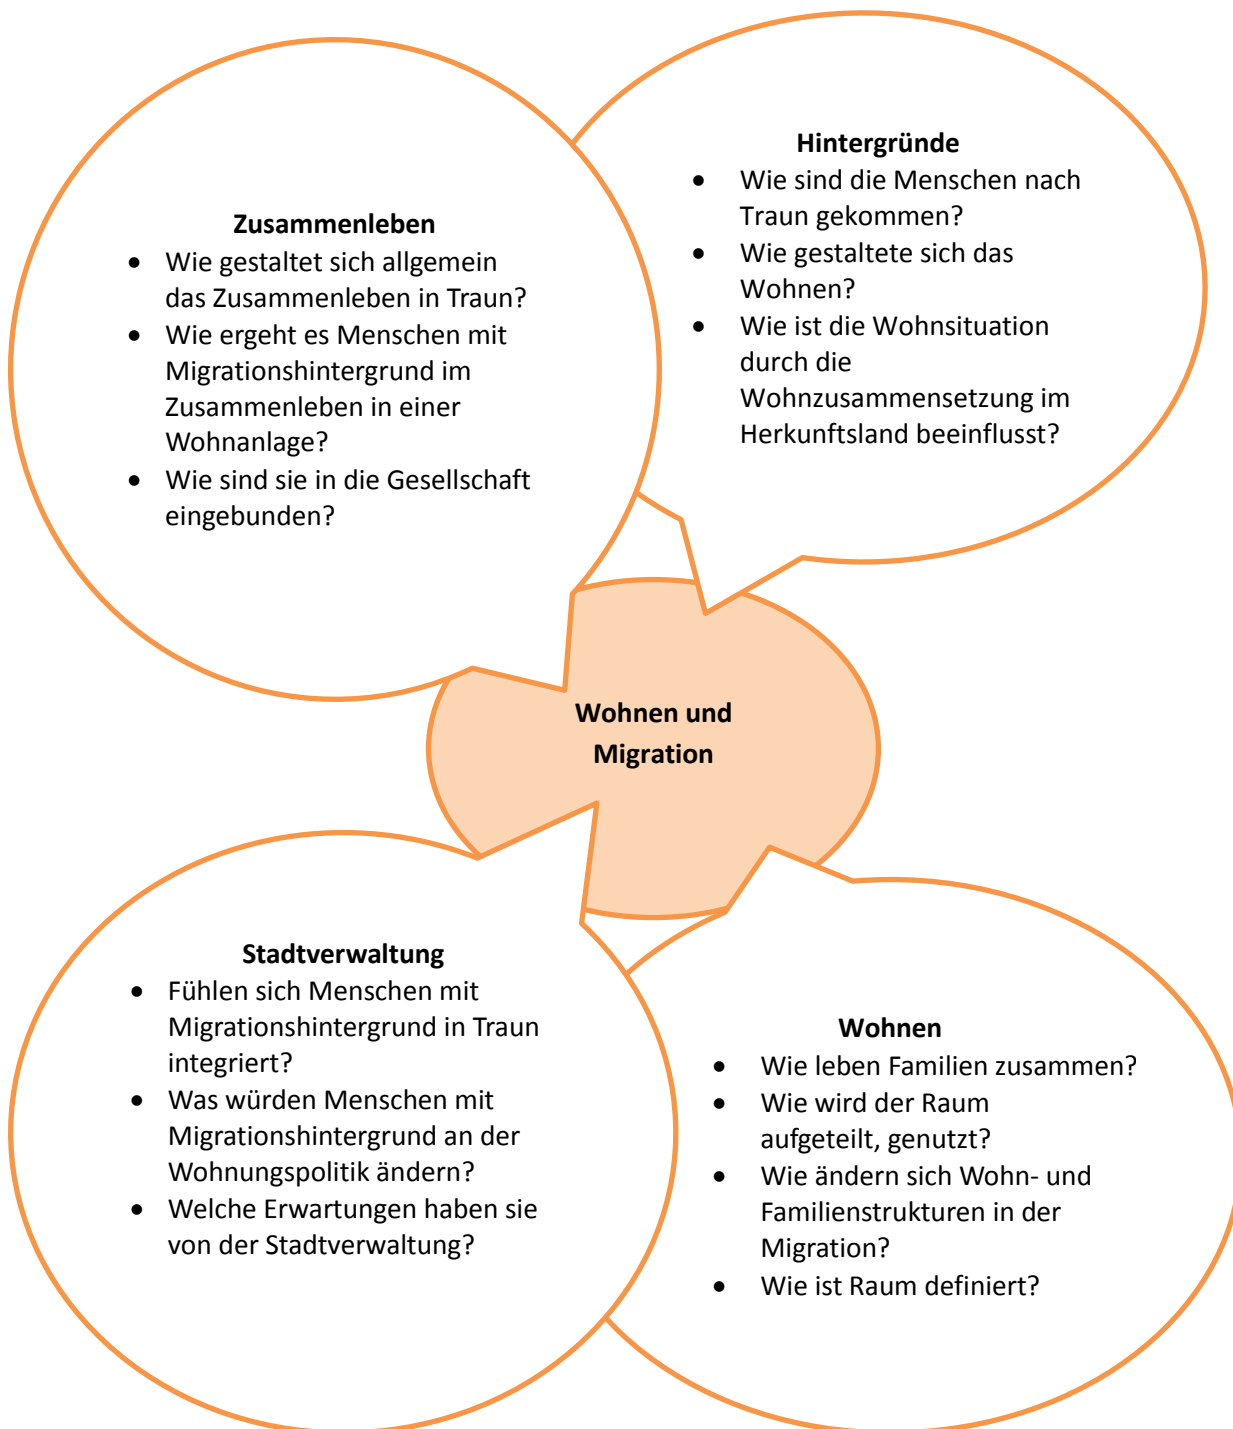 Zusammenleben
• Wie gestaltet sich allgemein
das Zusammenleben in Traun?
• Wie ergeht es Menschen mit
Migrationshintergrund im
Zusammenleben in einer
Wohnanlage?
• Wie sind sie in die Gesellschaft
eingebunden?
Hintergründe
• Wie sind die Menschen nach
Traun gekommen?
• Wie gestaltete sich das
Wohnen?
• Wie ist die Wohnsituation
durch die
Wohnzusammensetzung im
Herkunftsland beeinflusst?
Wohnen und
Migration
Stadtverwaltung
• Fühlen sich Menschen mit
Migrationshintergrund in Traun
integriert?
• Was würden Menschen mit
Migrationshintergrund an der
Wohnungspolitik ändern?
• Welche Erwartungen haben sie
von der Stadtverwaltung?
Wohnen
• Wie leben Familien zusammen?
• Wie wird der Raum
aufgeteilt, genutzt?
• Wie ändern sich Wohn- und
Familienstrukturen in der
Migration?
• Wie ist Raum definiert?